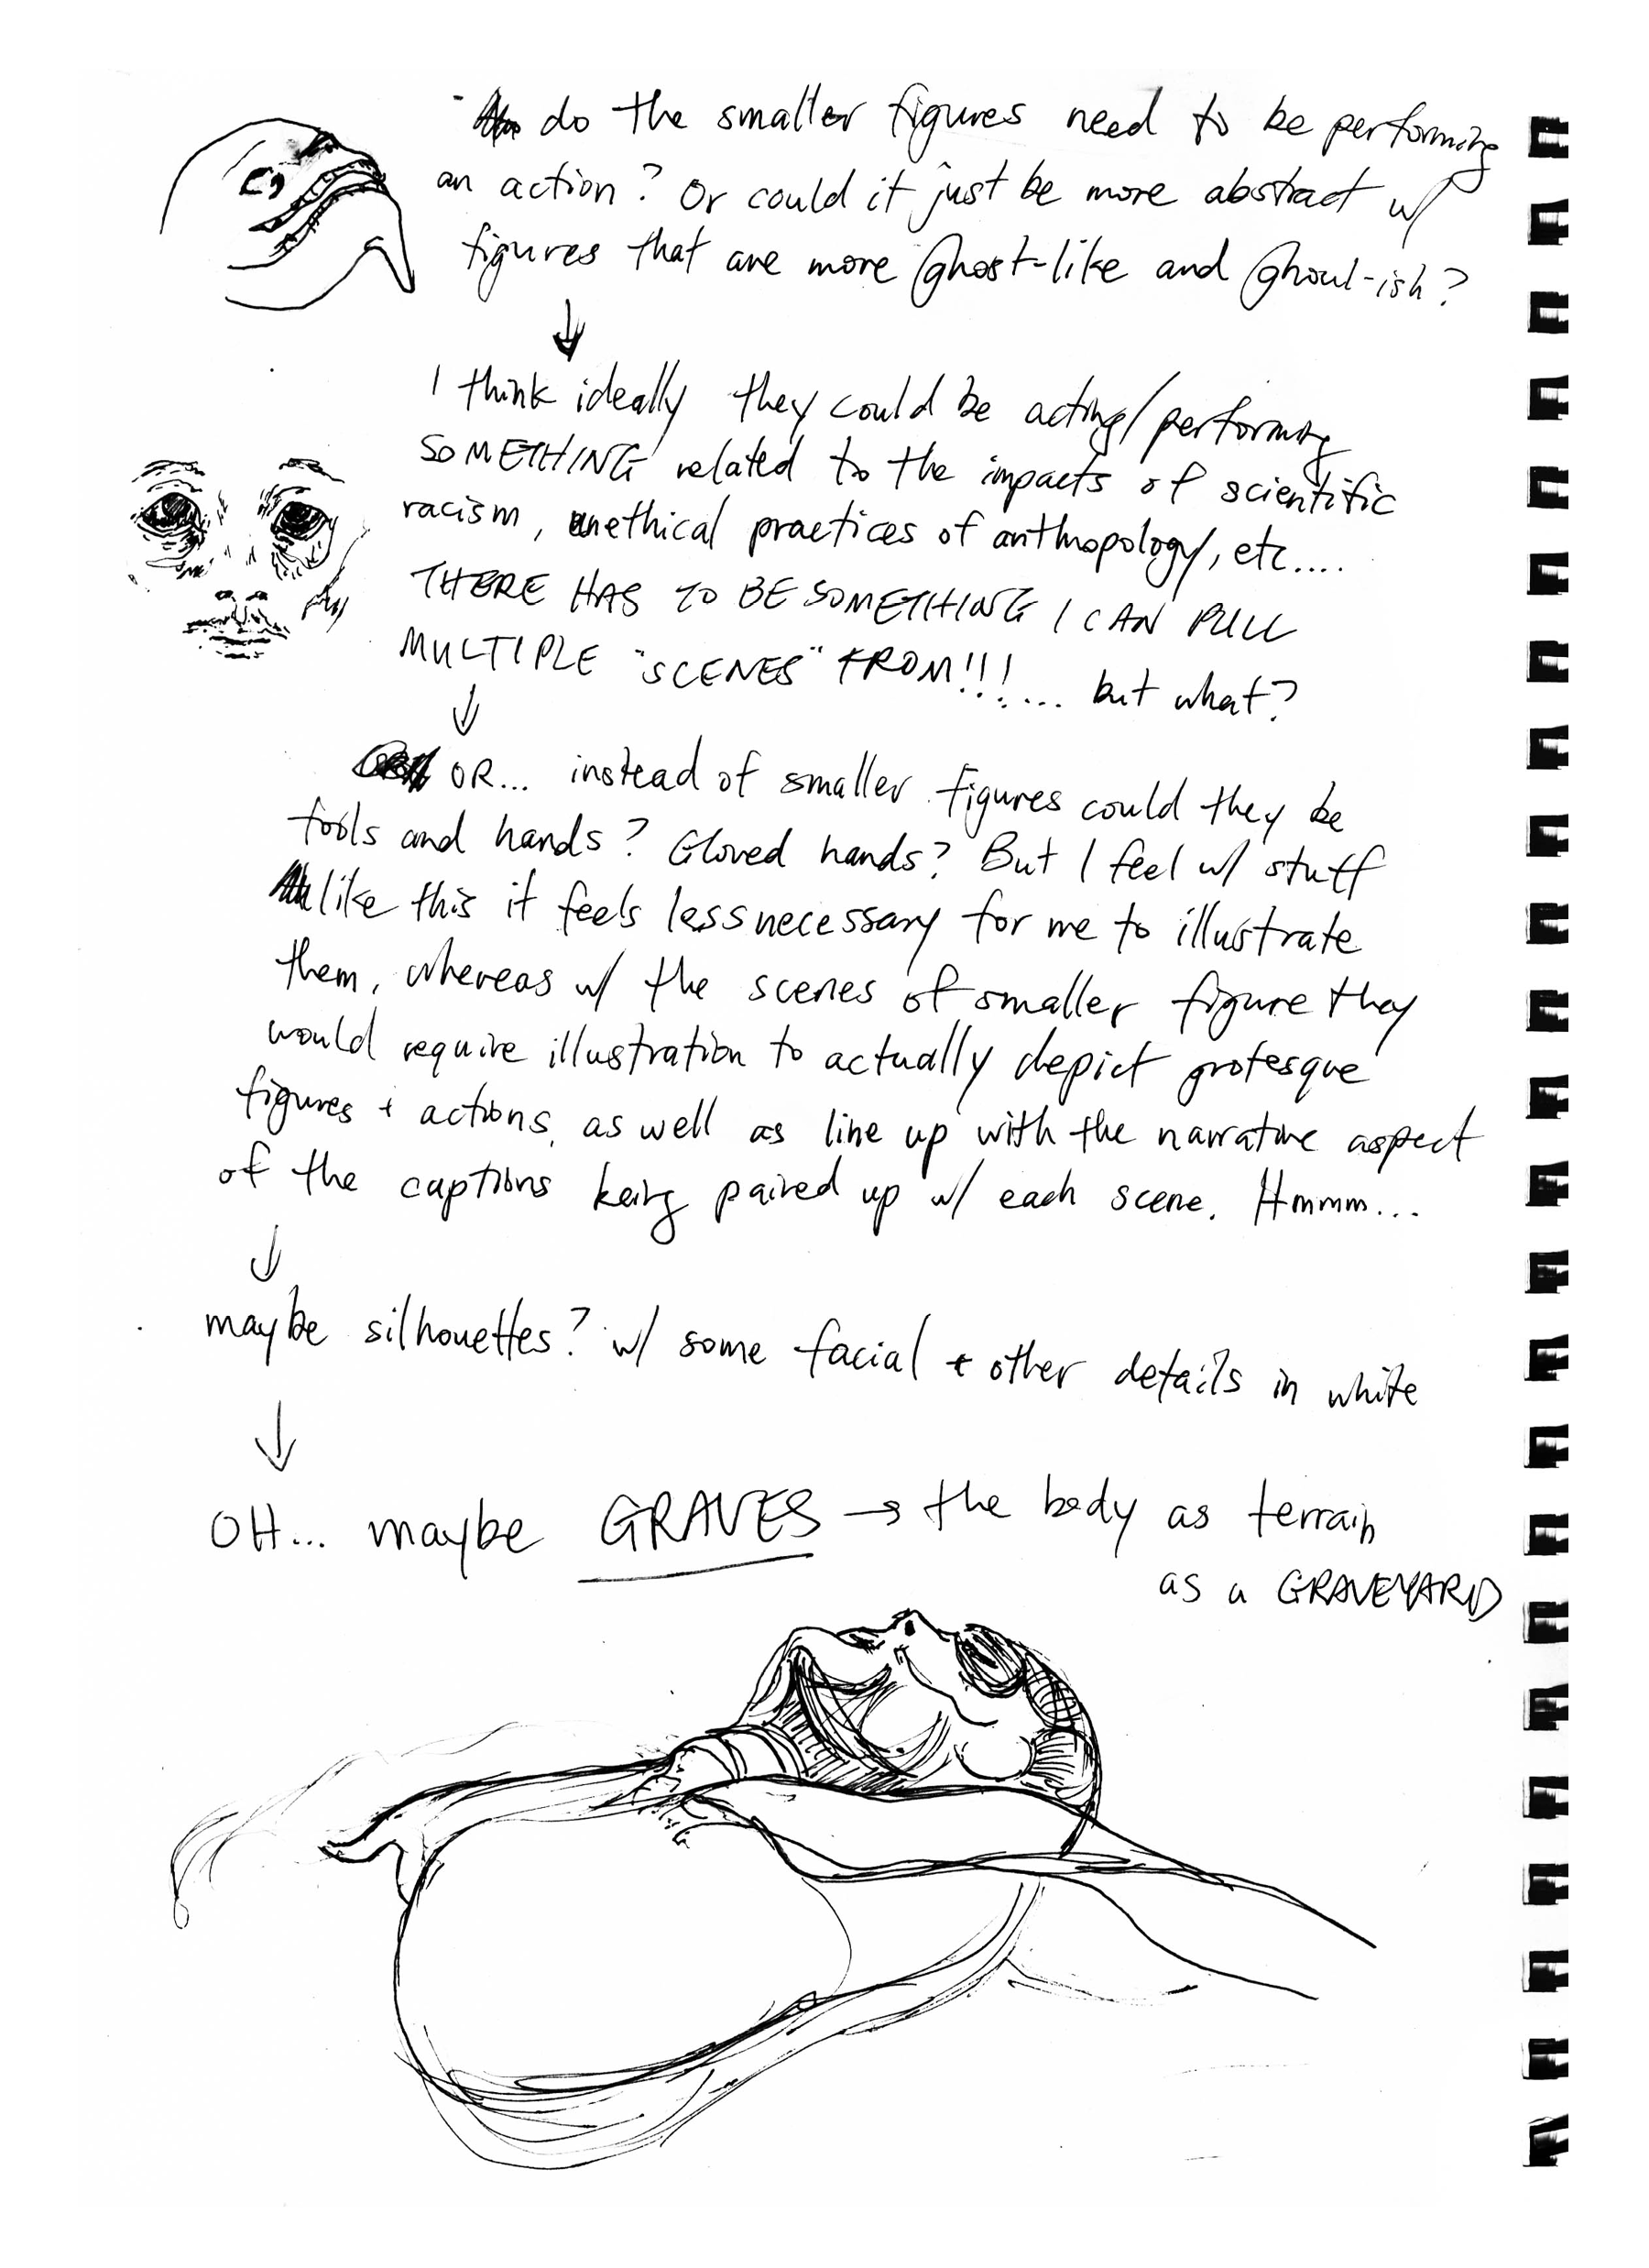 - do the smaller figures need to be performing
an action? Or could it just be more abstract w/
figures that are more Ghost-like and Ghoul-ish?
↓
I think ideally they could be acting/performing
SOMETHING related to the impacts of scientific
racism, unethical practices of anthropology, etc....
THERE HAS TO BE SOMETHING I CAN PULL
MULTIPLE "SCENES" FROM!!!... but what?
↓
OR... instead of smaller figures could they be
tools and hands? Gloved hands? But I feel w/ stuff
like this it feels less necessary for me to illustrate
them, whereas w/ the scenes of smaller figure they
would require illustration to actually depict grotesque
figures + actions, as well as line up with the narrative aspect
of the captions being paired up w/ each scene. Hmmm...
↓
maybe silhouettes? w/ some facial + other details in white
↓
OH... maybe GRAVES → the body as terrain
as a GRAVEYARD